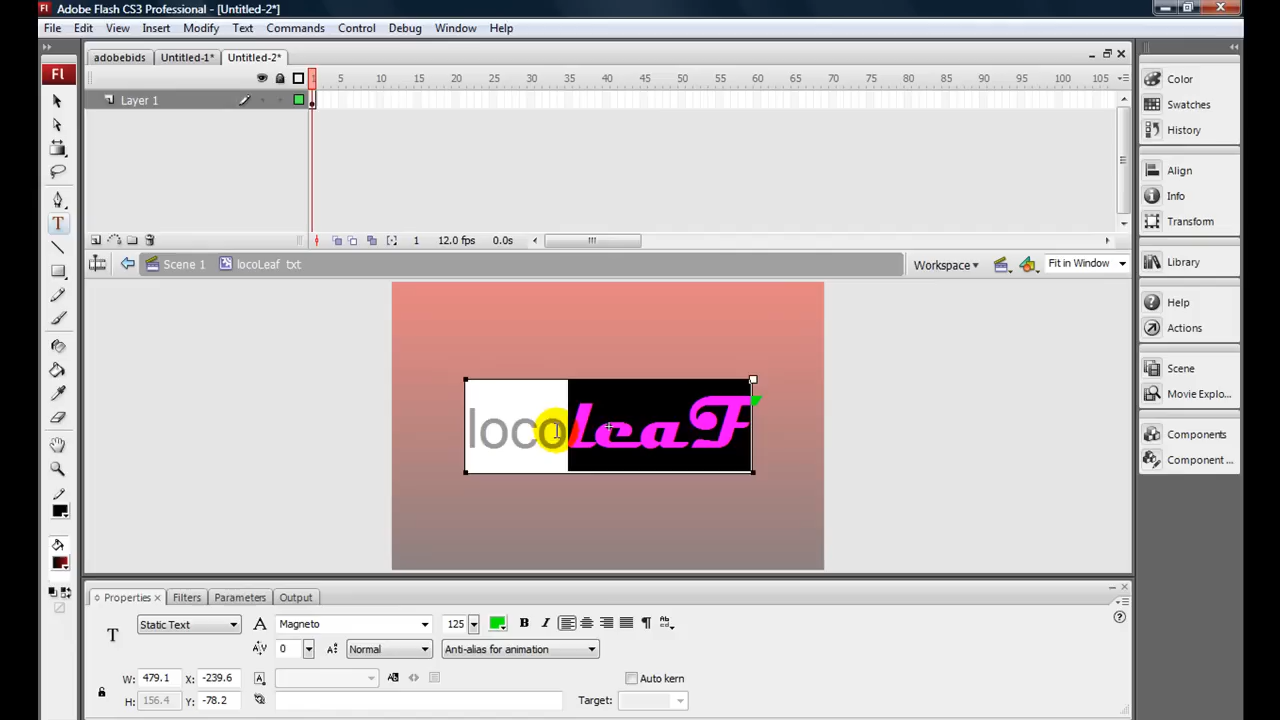 Adobe Flash CS3 Professional - [Untitled-2*]
File Edit View Insert Modify Text Commands Control Debug Window Help
Fl
adobebids Untitled-1* Untitled-2*
1 5 10 15 20 25 30 35 40 45 50 55 60 65 70 75 80 85 90 95 100 105
Layer 1
1 12.0 fps 0.0s
Scene 1 locoLeaf txt Workspace Fit in Window
T
locoleaF
Properties Filters Parameters Output
T Static Text A Magneto 125 B I
A|V 0 Normal Anti-alias for animation
W: 479.1 X: -239.6 Auto kern
H: 156.4 Y: -78.2 Target:
Color
Swatches
History
Align
Info
Transform
Library
Help
Actions
Scene
Movie Explo...
Components
Component ...